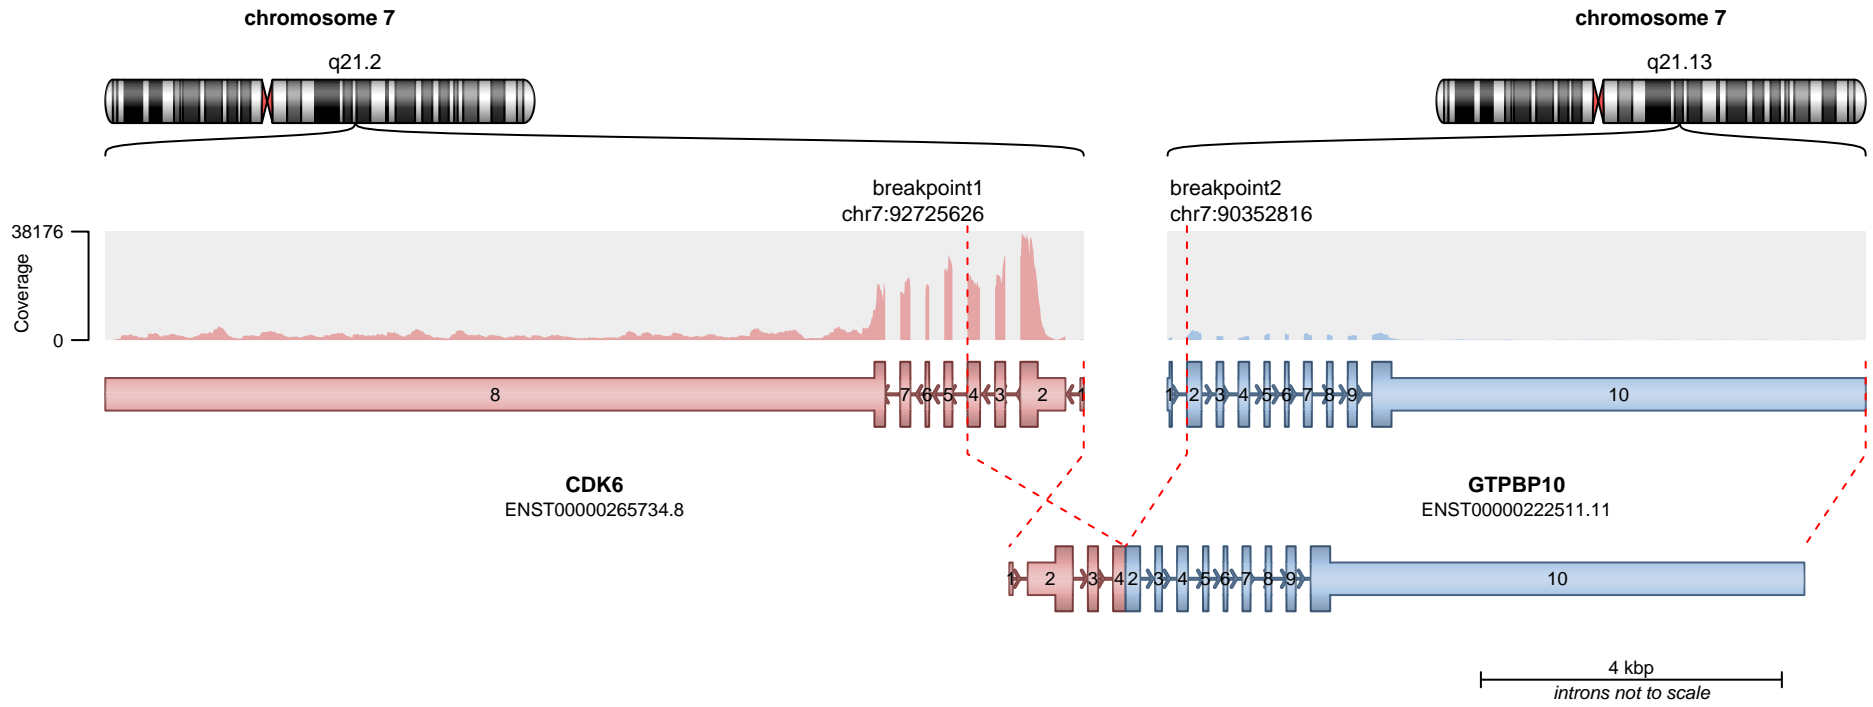 chromosome 7
chromosome 7
q21.2
q21.13
breakpoint1
chr7:92725626
breakpoint2
chr7:90352816
38176
0
Coverage
8 7 6 5 4 3 2 1
1 2 3 4 5 6 7 8 9 10
CDK6
ENST00000265734.8
GTPBP10
ENST00000222511.11
1 2 3 4 2 3 4 5 6 7 8 9 10
4 kbp
introns not to scale